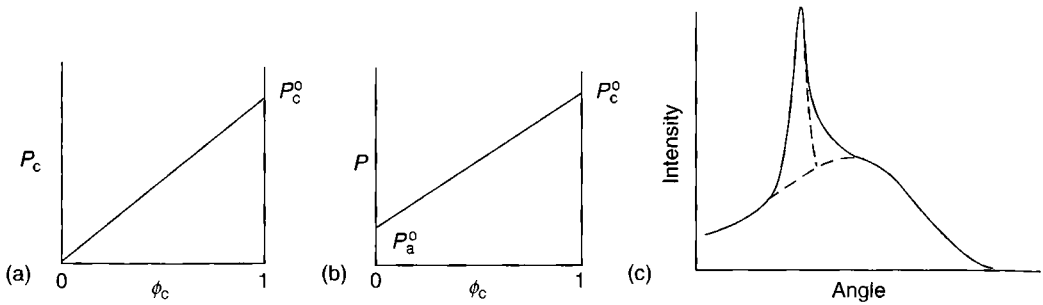 P_c
P_c^o
0
1
ϕ_c
(a)
P
P_c^o
P_a^o
0
1
ϕ_c
(b)
Intensity
Angle
(c)